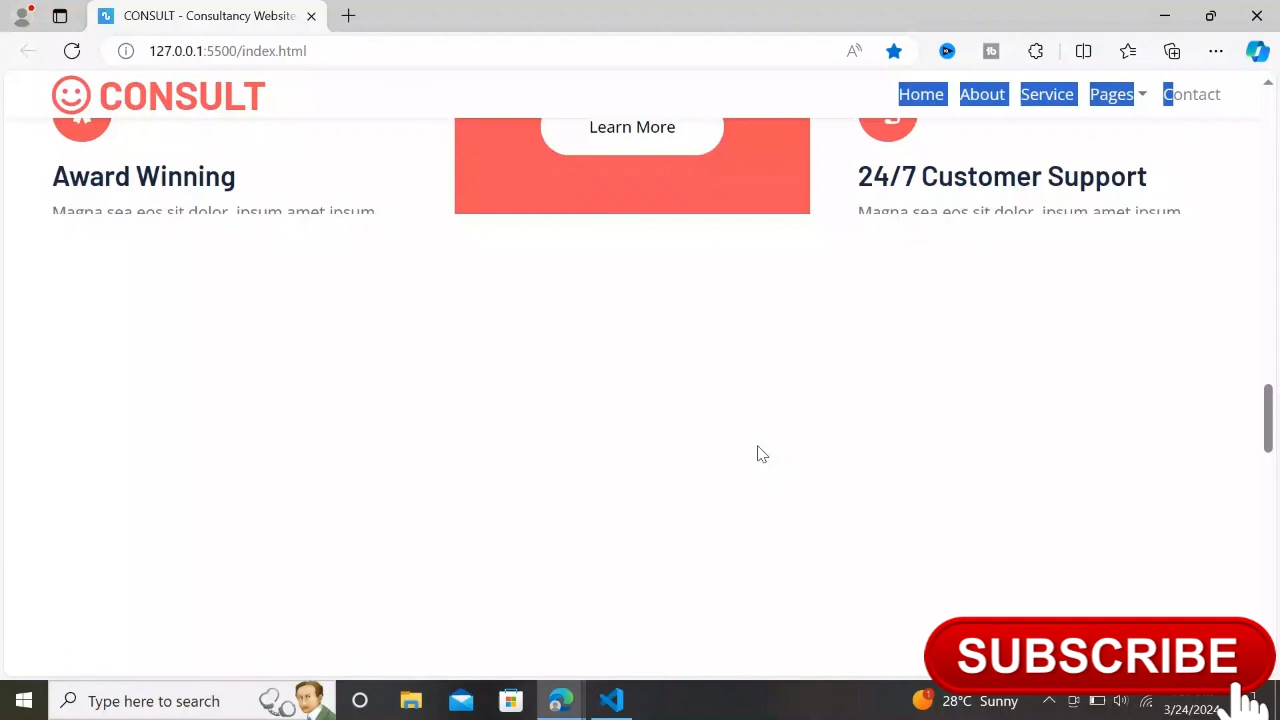 CONSULT - Consultancy Website
127.0.0.1:5500/index.html
CONSULT
Home About Service Pages Contact
Learn More
Award Winning
24/7 Customer Support
Magna sea eos sit dolor, ipsum amet ipsum
Magna sea eos sit dolor, ipsum amet ipsum
SUBSCRIBE
Type here to search
1
28°C Sunny
3/24/2024